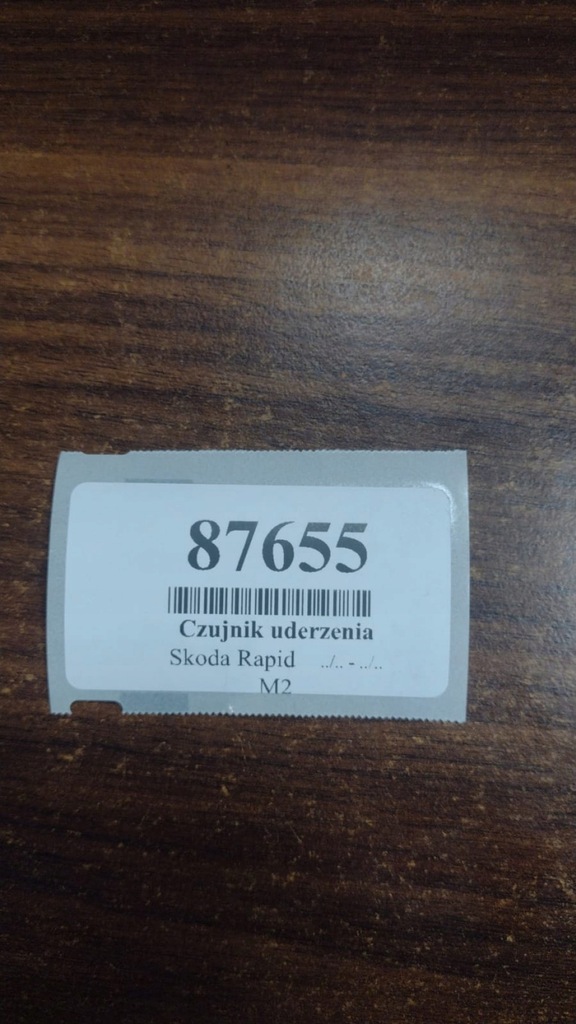 87655
Czujnik uderzenia
Skoda Rapid ../.. - ../..
M2